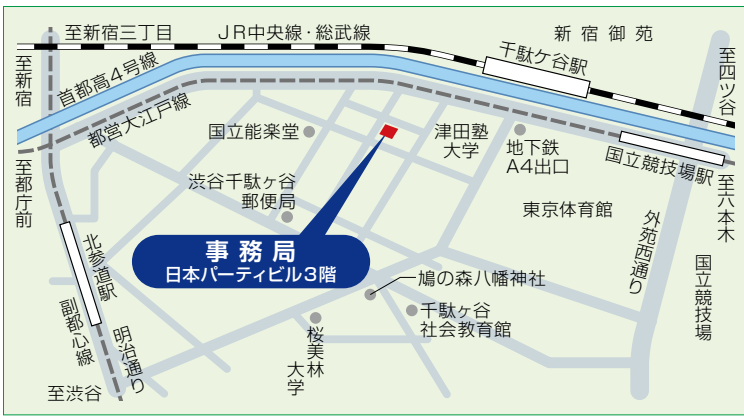 至新宿三丁目
JR中央線・総武線
新宿御苑
至新宿
首都高4号線
千駄ケ谷駅
至四ツ谷
都営大江戸線
国立能楽堂
津田塾
大学
地下鉄
A4出口
国立競技場駅
至都庁前
渋谷千駄ヶ谷
郵便局
東京体育館
至六本木
外苑西通り
国立競技場
事務局
日本パーティビル3階
北参道駅
副都心線
明治通り
鳩の森八幡神社
千駄ヶ谷
社会教育館
桜美林
大学
至渋谷